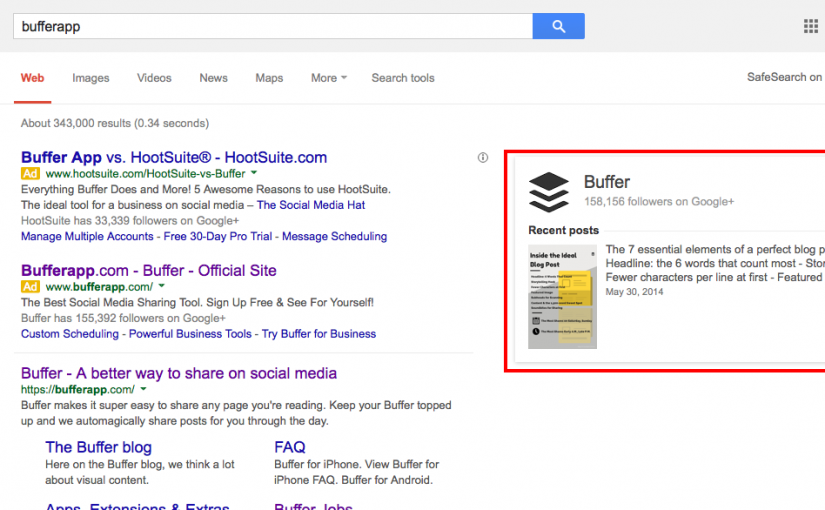 bufferapp
Web Images Videos News Maps More Search tools
SafeSearch on
About 343,000 results (0.34 seconds)
Buffer App vs. HootSuite® - HootSuite.com
Ad www.hootsuite.com/HootSuite-vs-Buffer
Everything Buffer Does and More! 5 Awesome Reasons to use HootSuite.
The ideal tool for a business on social media – The Social Media Hat
HootSuite has 33,339 followers on Google+
Manage Multiple Accounts - Free 30-Day Pro Trial - Message Scheduling
Bufferapp.com - Buffer - Official Site
Ad www.bufferapp.com/
The Best Social Media Sharing Tool. Sign Up Free & See For Yourself!
Buffer has 155,392 followers on Google+
Custom Scheduling - Powerful Business Tools - Try Buffer for Business
Buffer - A better way to share on social media
https://bufferapp.com/
Buffer makes it super easy to share any page you're reading. Keep your Buffer topped
up and we automagically share posts for you through the day.
The Buffer blog
Here on the Buffer blog, we think a lot
about visual content.
FAQ
Buffer for iPhone. View Buffer for
iPhone FAQ. Buffer for Android.
Apps, Extensions & Extras
Buffer Jobs
Buffer
158,156 followers on Google+
Recent posts
Inside the Ideal
Blog Post
The 7 essential elements of a perfect blog p
Headline: the 6 words that count most - Stor
Fewer characters per line at first - Featured
May 30, 2014